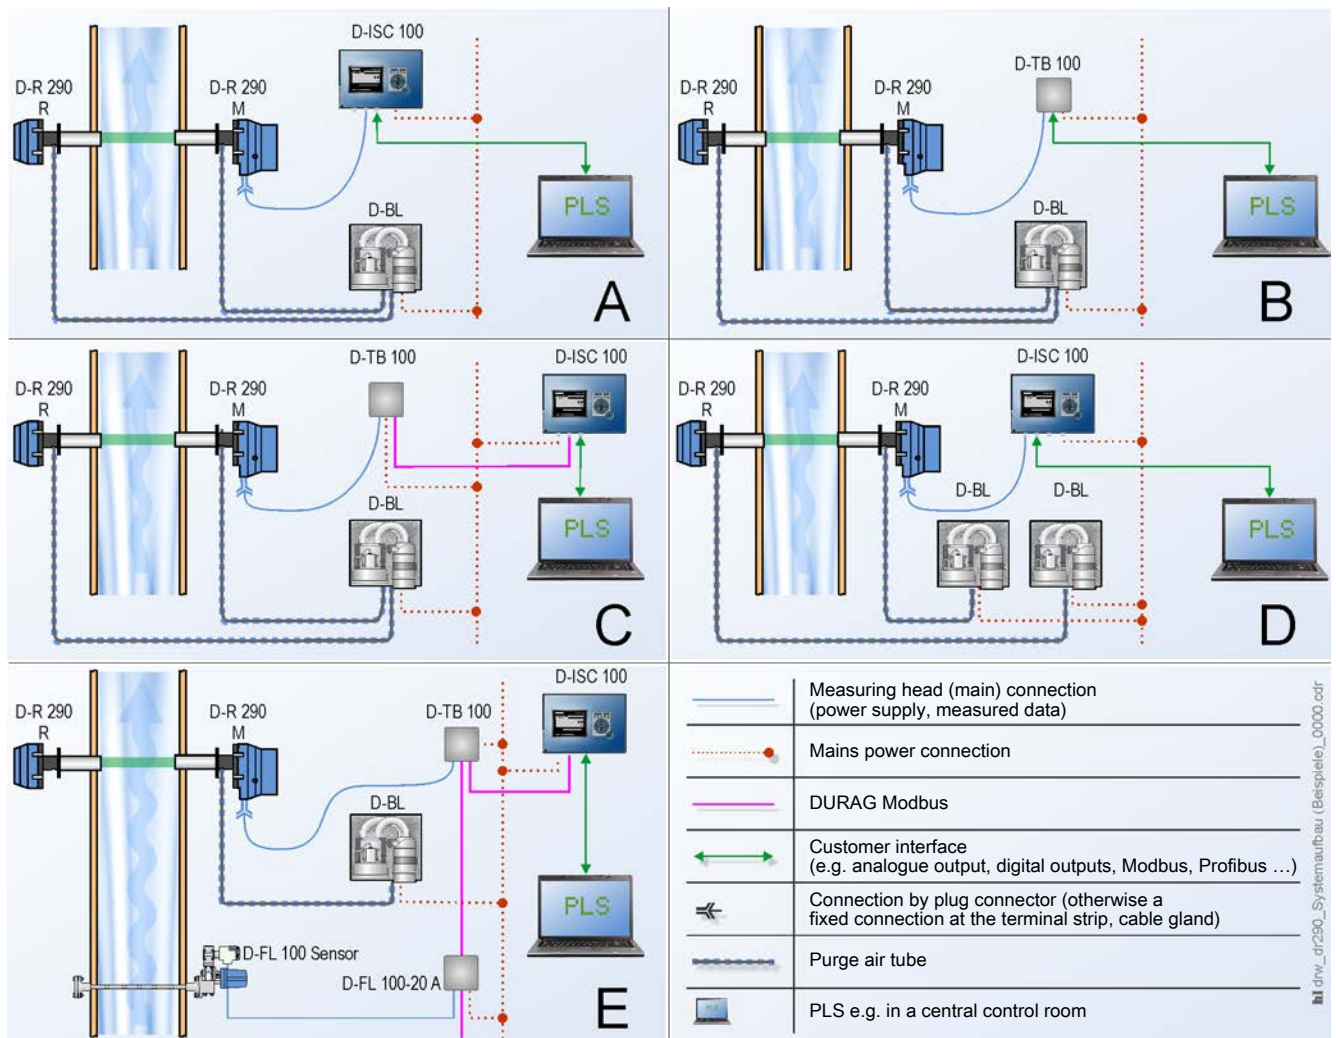 D-ISC 100
D-R 290
R
D-R 290
M
D-BL
PLS
A
D-TB 100
D-R 290
R
D-R 290
M
D-BL
PLS
B
D-TB 100
D-ISC 100
D-R 290
R
D-R 290
M
D-BL
PLS
C
D-ISC 100
D-R 290
R
D-R 290
M
D-BL
D-BL
PLS
D
D-ISC 100
D-R 290
R
D-R 290
M
D-TB 100
D-BL
PLS
D-FL 100 Sensor
D-FL 100-20 A
E
Measuring head (main) connection
(power supply, measured data)
Mains power connection
DURAG Modbus
Customer interface
(e.g. analogue output, digital outputs, Modbus, Profibus …)
Connection by plug connector (otherwise a
fixed connection at the terminal strip, cable gland)
Purge air tube
PLS
PLS e.g. in a central control room
hl drw_dr290_Systemaufbau (Beispiele)_0000.cdr